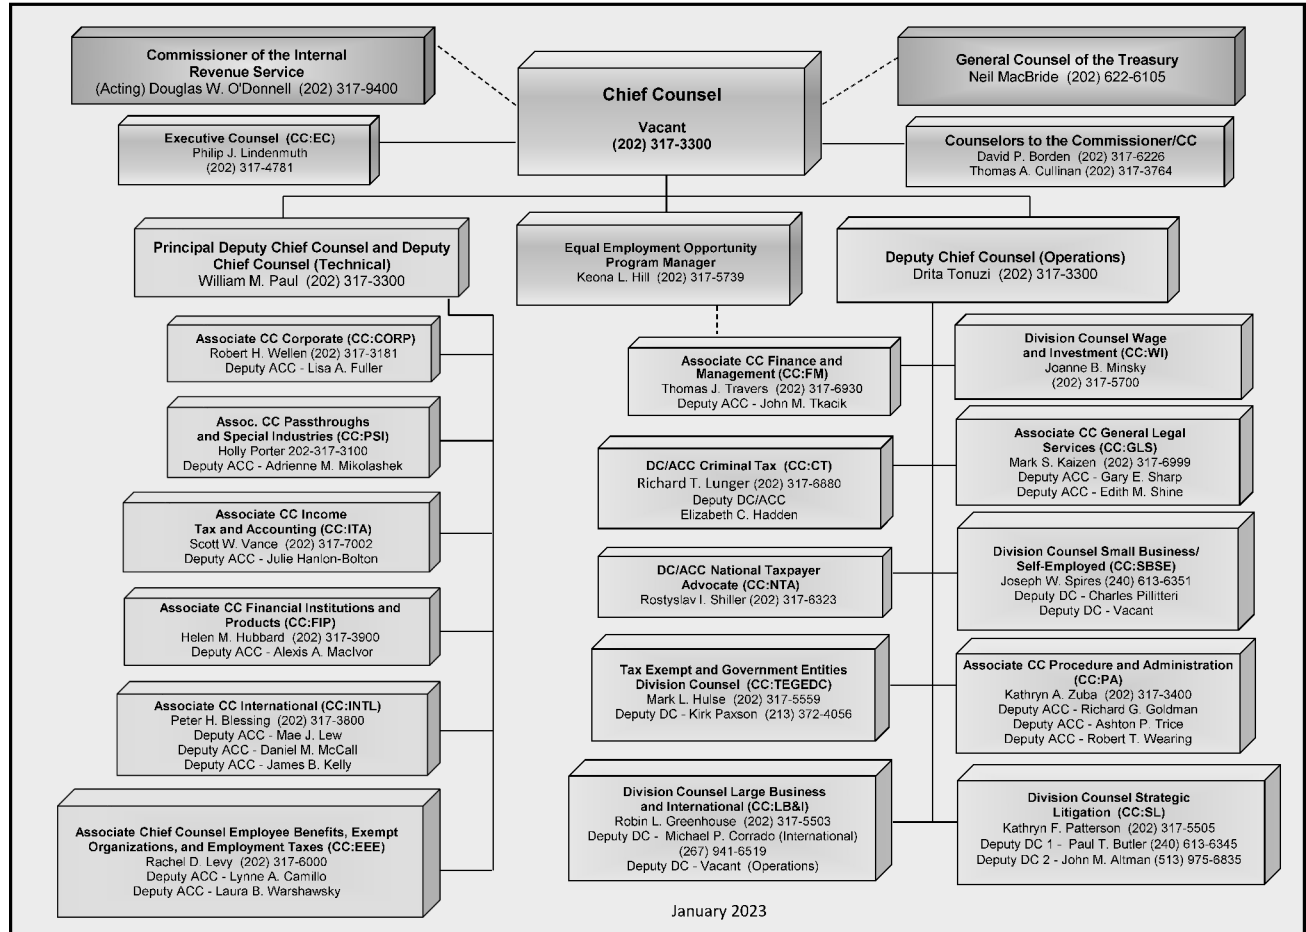 Commissioner of the Internal
Revenue Service
(Acting) Douglas W. O'Donnell (202) 317-9400
Chief Counsel
Vacant
(202) 317-3300
General Counsel of the Treasury
Neil MacBride (202) 622-6105
Executive Counsel (CC:EC)
Philip J. Lindenmuth
(202) 317-4781
Counselors to the Commissioner/CC
David P. Borden (202) 317-6226
Thomas A. Cullinan (202) 317-3764
Principal Deputy Chief Counsel and Deputy
Chief Counsel (Technical)
William M. Paul (202) 317-3300
Equal Employment Opportunity
Program Manager
Keona L. Hill (202) 317-5739
Deputy Chief Counsel (Operations)
Drita Tonuzi (202) 317-3300
Associate CC Corporate (CC:CORP)
Robert H. Wellen (202) 317-3181
Deputy ACC - Lisa A. Fuller
Assoc. CC Passthroughs
and Special Industries (CC:PSI)
Holly Porter 202-317-3100
Deputy ACC - Adrienne M. Mikolashek
Associate CC Income
Tax and Accounting (CC:ITA)
Scott W. Vance (202) 317-7002
Deputy ACC - Julie Hanlon-Bolton
Associate CC Financial Institutions and
Products (CC:FIP)
Helen M. Hubbard (202) 317-3900
Deputy ACC - Alexis A. MacIvor
Associate CC International (CC:INTL)
Peter H. Blessing (202) 317-3800
Deputy ACC - Mae J. Lew
Deputy ACC - Daniel M. McCall
Deputy ACC - James B. Kelly
Associate Chief Counsel Employee Benefits, Exempt
Organizations, and Employment Taxes (CC:EEE)
Rachel D. Levy (202) 317-6000
Deputy ACC - Lynne A. Camillo
Deputy ACC - Laura B. Warshawsky
Associate CC Finance and
Management (CC:FM)
Thomas J. Travers (202) 317-6930
Deputy ACC - John M. Tkacik
DC/ACC Criminal Tax (CC:CT)
Richard T. Lunger (202) 317-6880
Deputy DC/ACC
Elizabeth C. Hadden
DC/ACC National Taxpayer
Advocate (CC:NTA)
Rostyslav I. Shiller (202) 317-6323
Tax Exempt and Government Entities
Division Counsel (CC:TEGEDC)
Mark L. Hulse (202) 317-5559
Deputy DC - Kirk Paxson (213) 372-4056
Division Counsel Large Business
and International (CC:LB&I)
Robin L. Greenhouse (202) 317-5503
Deputy DC - Michael P. Corrado (International)
(267) 941-6519
Deputy DC - Vacant (Operations)
Division Counsel Wage
and Investment (CC:WI)
Joanne B. Minsky
(202) 317-5700
Associate CC General Legal
Services (CC:GLS)
Mark S. Kaizen (202) 317-6999
Deputy ACC - Gary E. Sharp
Deputy ACC - Edith M. Shine
Division Counsel Small Business/
Self-Employed (CC:SBSE)
Joseph W. Spires (240) 613-6351
Deputy DC - Charles Pillitteri
Deputy DC - Vacant
Associate CC Procedure and Administration
(CC:PA)
Kathryn A. Zuba (202) 317-3400
Deputy ACC - Richard G. Goldman
Deputy ACC - Ashton P. Trice
Deputy ACC - Robert T. Wearing
Division Counsel Strategic
Litigation (CC:SL)
Kathryn F. Patterson (202) 317-5505
Deputy DC 1 - Paul T. Butler (240) 613-6345
Deputy DC 2 - John M. Altman (513) 975-6835
January 2023